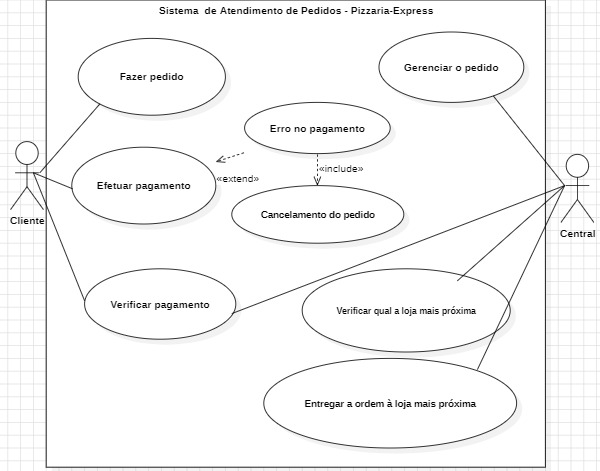 Sistema de Atendimento de Pedidos - Pizzaria-Express
Fazer pedido
Gerenciar o pedido
Erro no pagamento
«include»
«extend»
Efetuar pagamento
Cancelamento do pedido
Cliente
Central
Verificar pagamento
Verificar qual a loja mais próxima
Entregar a ordem à loja mais próxima